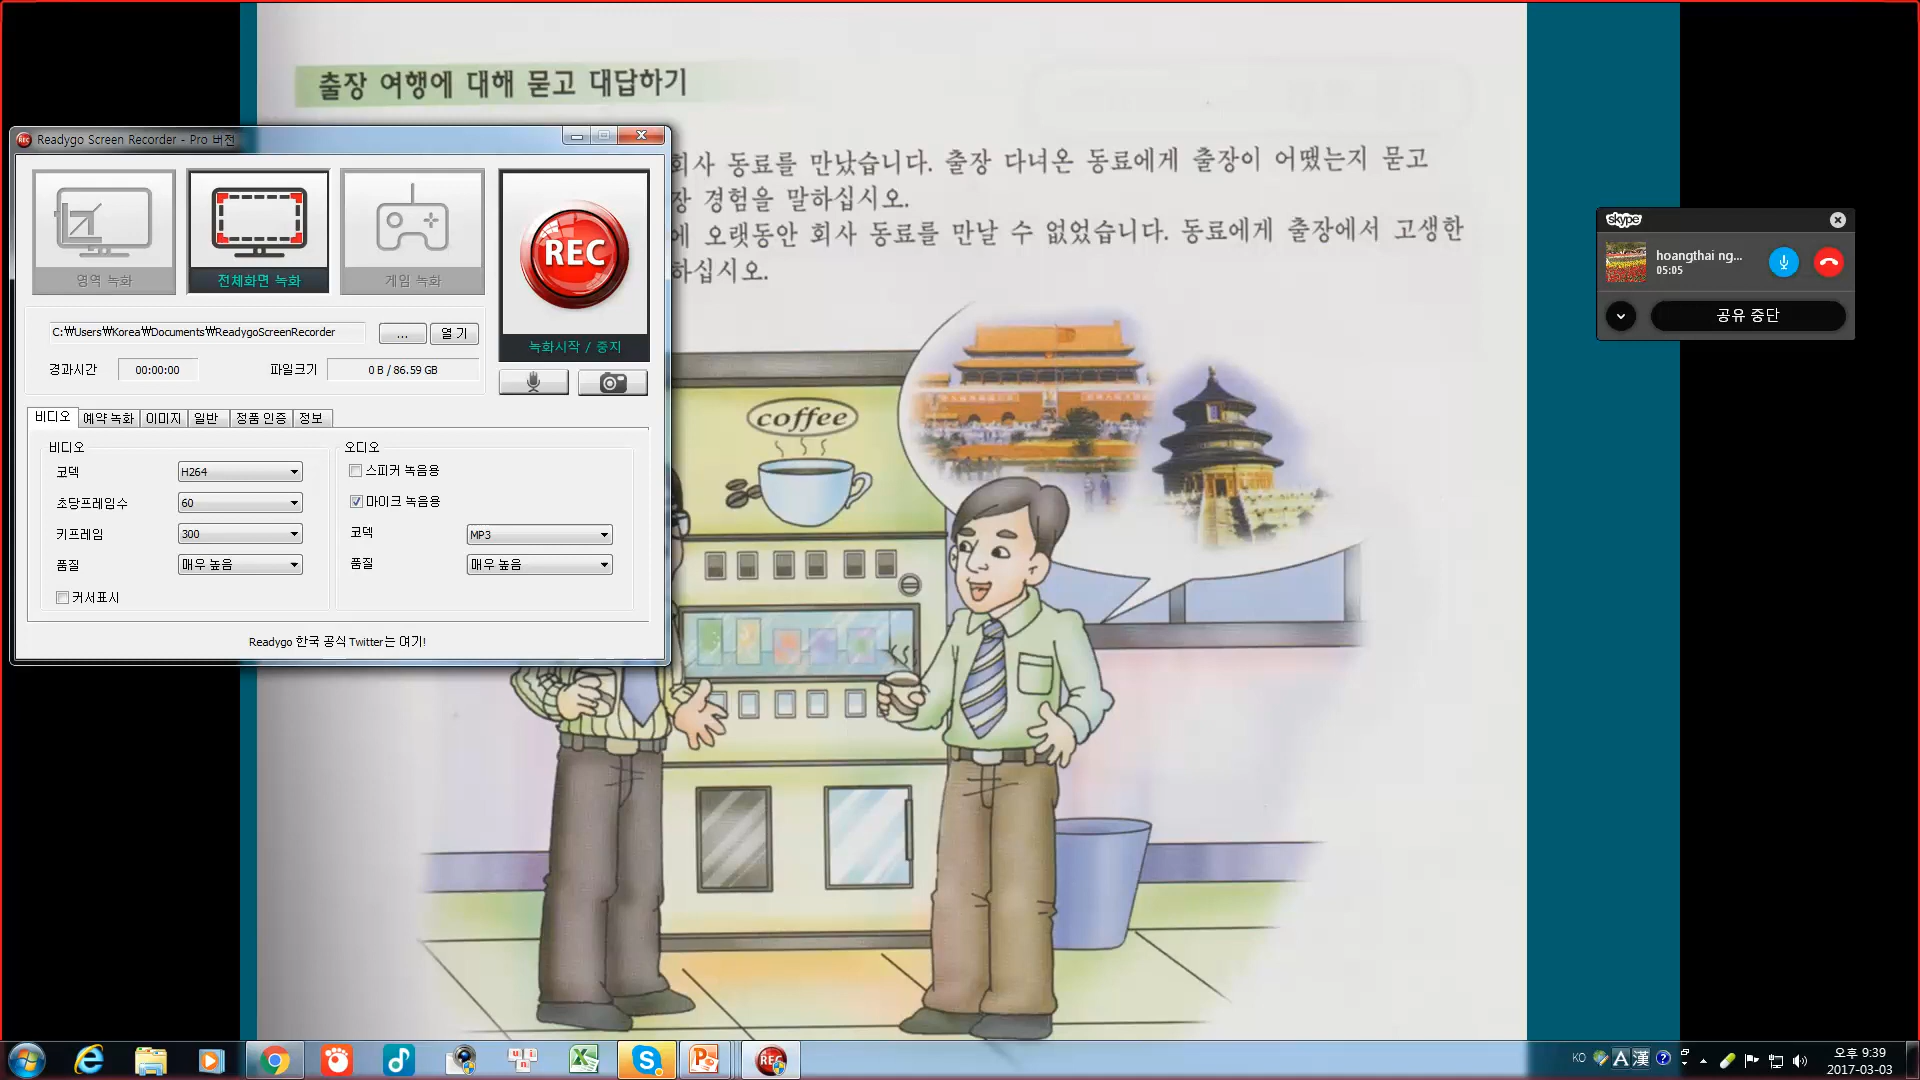 출장 여행에 대해 묻고 대답하기
회사 동료를 만났습니다. 출장 다녀온 동료에게 출장이 어땠는지 묻고
장 경험을 말하십시오.
에 오랫동안 회사 동료를 만날 수 없었습니다. 동료에게 출장에서 고생한
하십시오.
Readygo Screen Recorder - Pro 버전
영역 녹화
전체화면 녹화
게임 녹화
REC
녹화시작 / 중지
C:₩Users₩Korea₩Documents₩ReadygoScreenRecorder
...
열 기
경과시간
00:00:00
파일크기
0 B / 86.59 GB
비디오
예약 녹화
이미지
일반
정품 인증
정보
비디오
코덱
H264
초당프레임수
60
키프레임
300
품질
매우 높음
커서표시
오디오
스피커 녹음용
마이크 녹음용
코덱
MP3
품질
매우 높음
Readygo 한국 공식 Twitter는 여기!
coffee
skype
hoangthai ng...
05:05
공유 중단
KO
A 漢
오후 9:39
2017-03-03